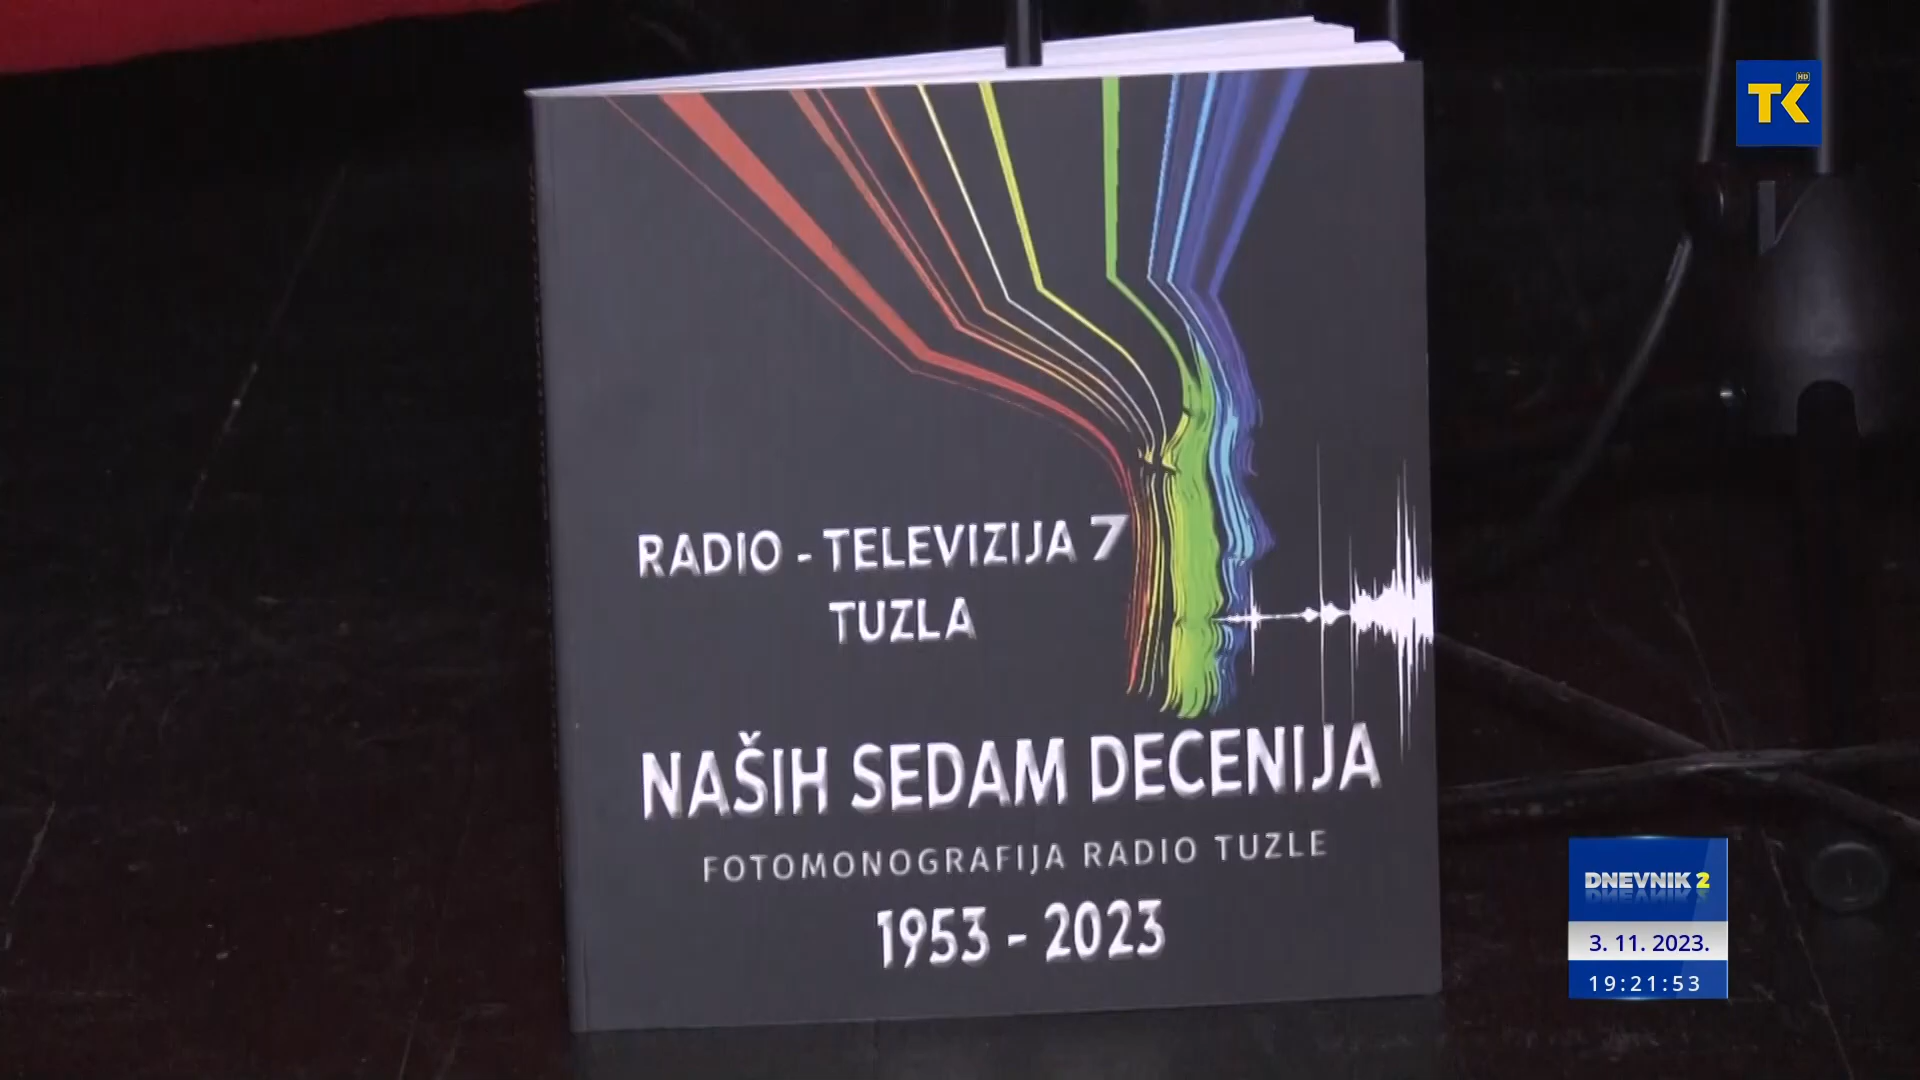 HD
TK
RADIO - TELEVIZIJA 7
TUZLA
NAŠIH SEDAM DECENIJA
FOTOMONOGRAFIJA RADIO TUZLE
1953 - 2023
DNEVNIK 2
3. 11. 2023.
19:21:53